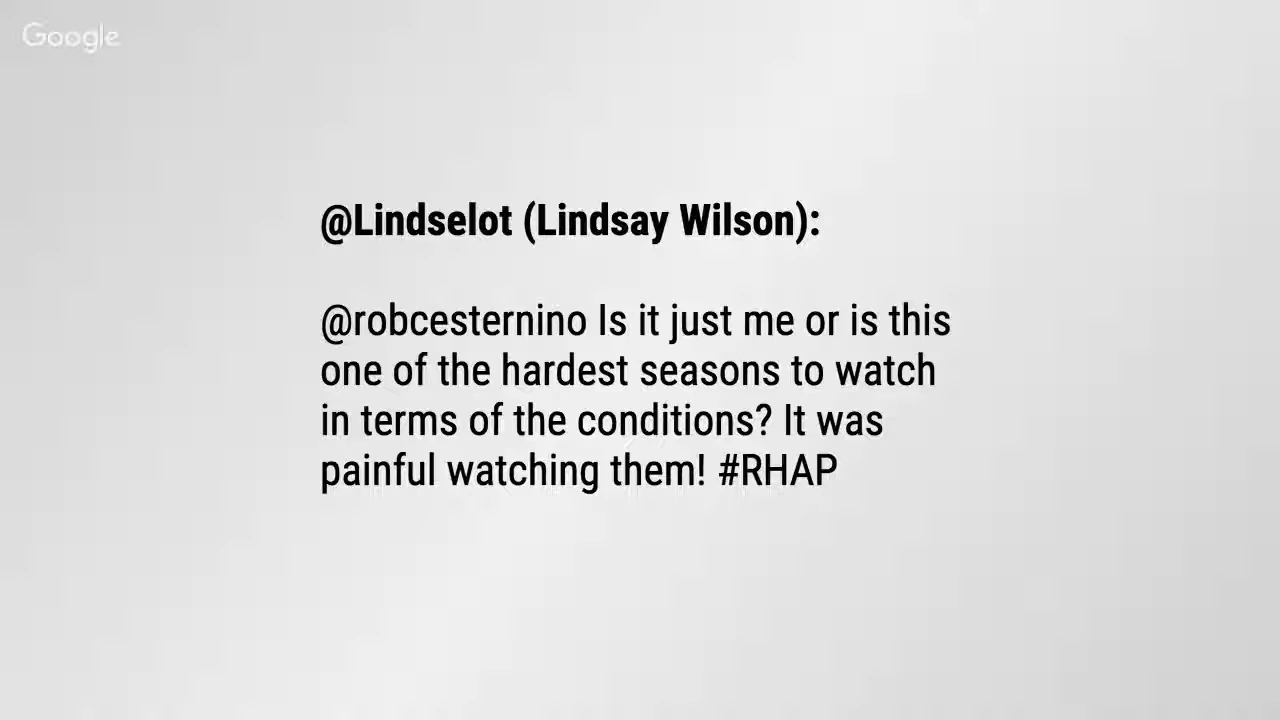 Google
@Lindselot (Lindsay Wilson):
@robcesternino Is it just me or is this
one of the hardest seasons to watch
in terms of the conditions? It was
painful watching them! #RHAP